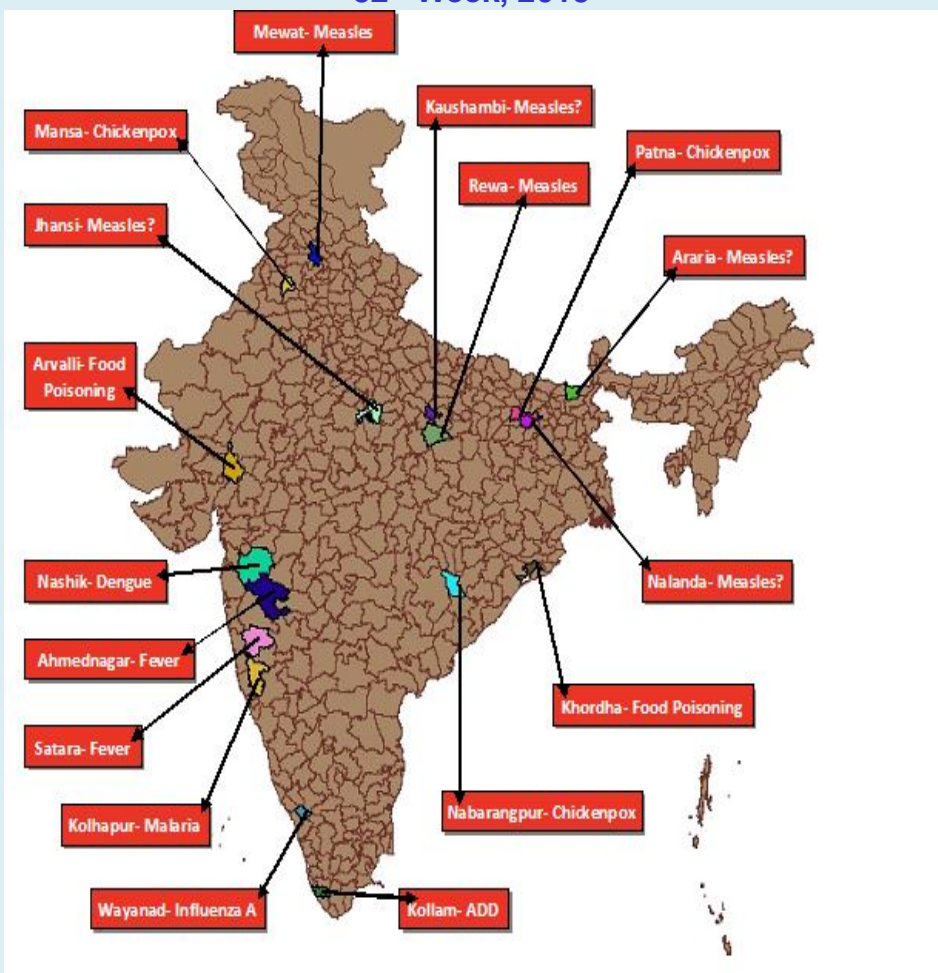 Mewat- Measles
Kaushambi- Measles?
Mansa- Chickenpox
Patna- Chickenpox
Rewa- Measles
Jhansi- Measles?
Araria- Measles?
Arvalli- Food
Poisoning
Nashik- Dengue
Nalanda- Measles?
Ahmednagar- Fever
Khordha- Food Poisoning
Satara- Fever
Nabarangpur- Chickenpox
Kolhapur- Malaria
Wayanad- Influenza A
Kollam- ADD